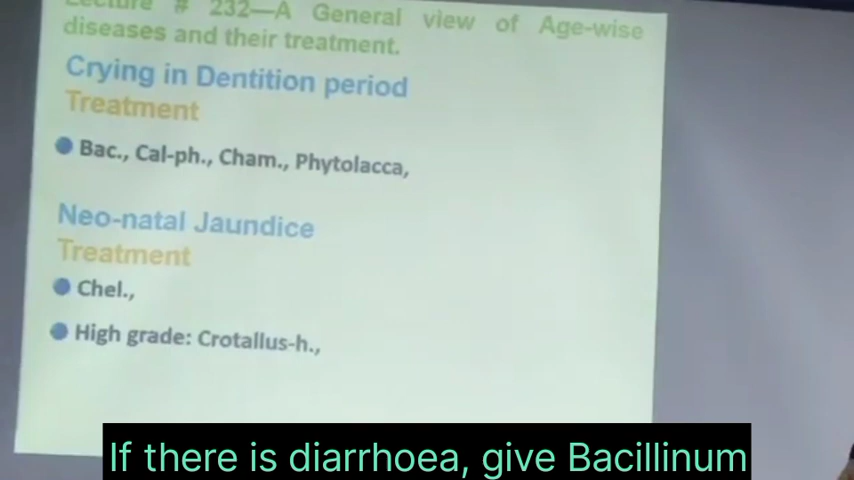 Lecture # 232—A General view of Age-wise
diseases and their treatment.
Crying in Dentition period
Treatment
Bac., Cal-ph., Cham., Phytolacca,
Neo-natal Jaundice
Treatment
Chel.,
High grade: Crotallus-h.,
If there is diarrhoea, give Bacillinum